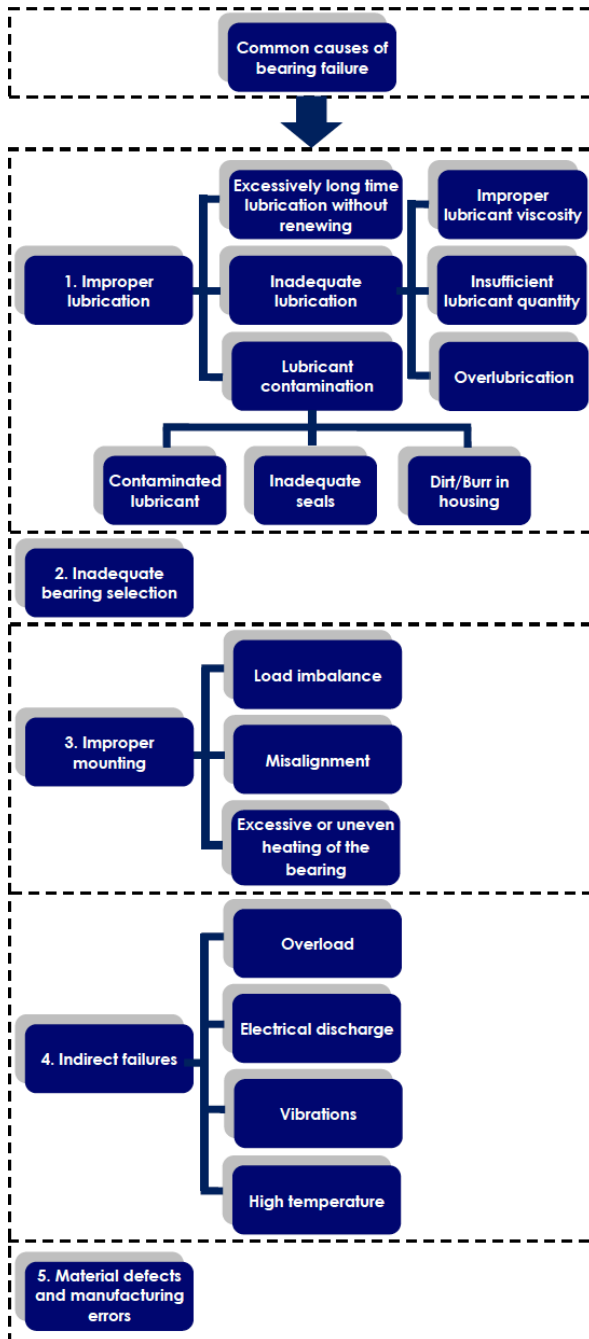 Common causes of
bearing failure
Excessively long time
lubrication without
renewing
Improper
lubricant viscosity
1. Improper
lubrication
Inadequate
lubrication
Insufficient
lubricant quantity
Lubricant
contamination
Overlubrication
Contaminated
lubricant
Inadequate
seals
Dirt/Burr in
housing
2. Inadequate
bearing selection
Load imbalance
3. Improper
mounting
Misalignment
Excessive or uneven
heating of the
bearing
Overload
Electrical discharge
4. Indirect failures
Vibrations
High temperature
5. Material defects
and manufacturing
errors